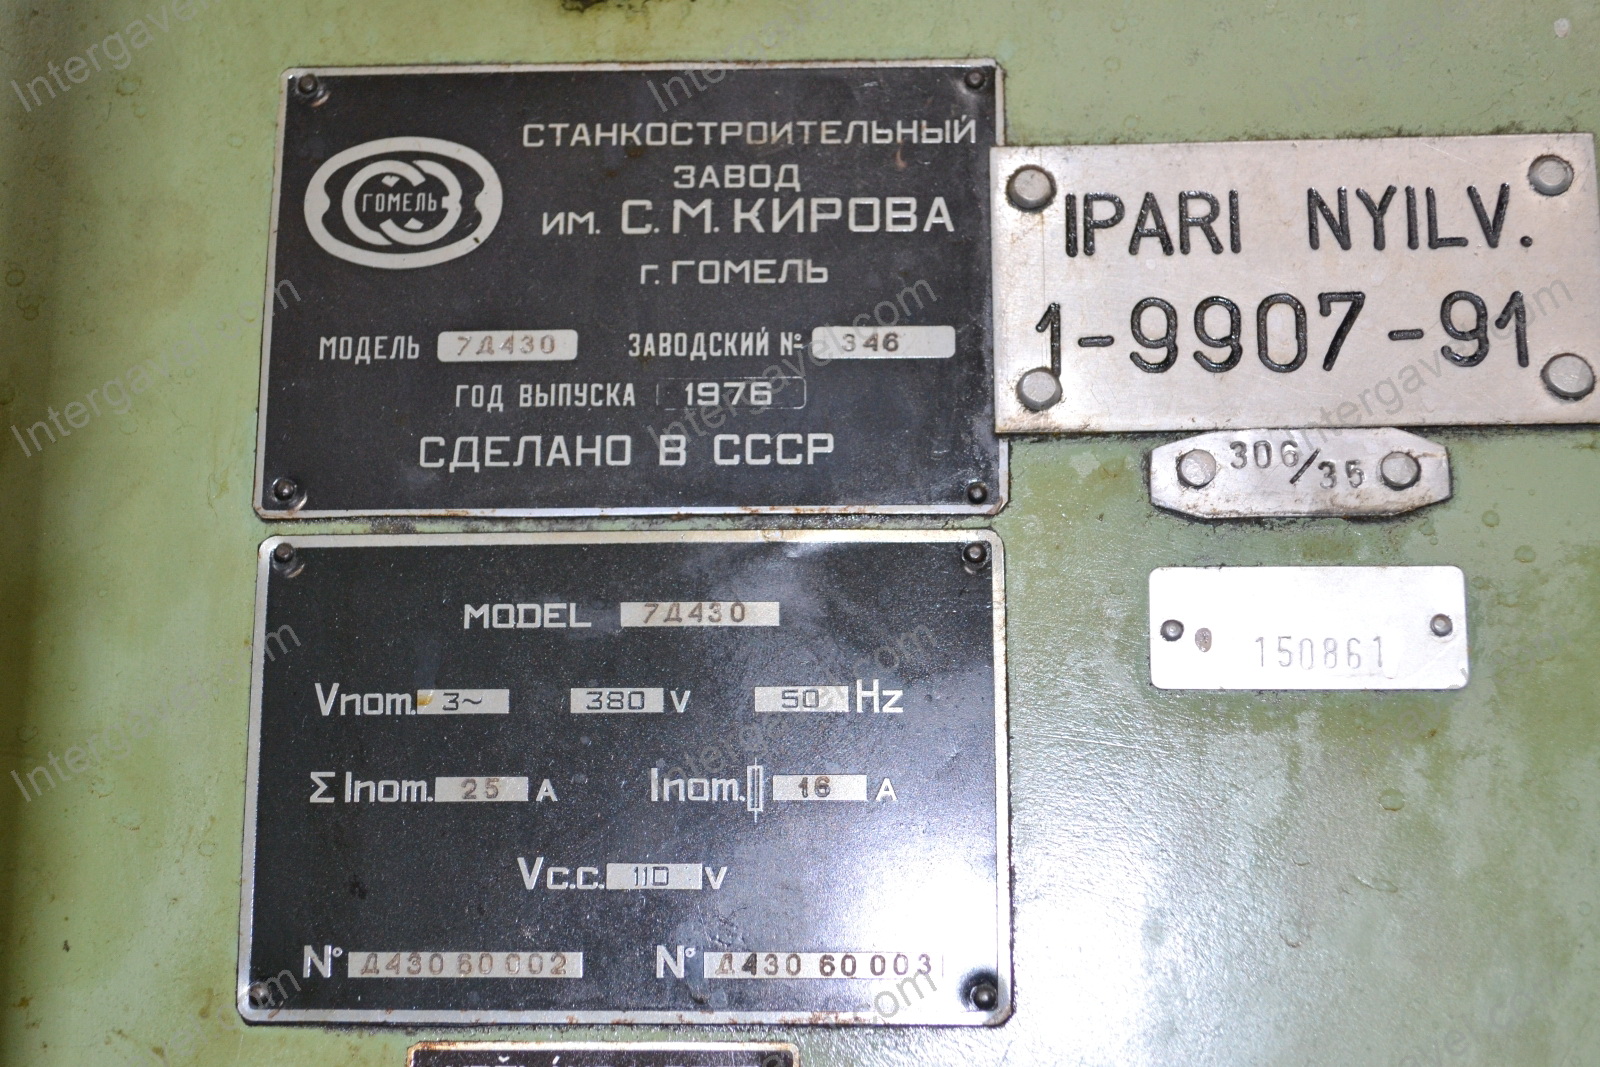 ГОМЕЛЬ
СТАНКОСТРОИТЕЛЬНЫЙ
ЗАВОД
ИМ. С. М. КИРОВА
Г. ГОМЕЛЬ
МОДЕЛЬ 7Д430 ЗАВОДСКИЙ № 346
ГОД ВЫПУСКА 1976
СДЕЛАНО В СССР
IPARI NYILV.
1-9907-91
306/35
150861
MODEL 7Д430
Vnom. 3~ 380 V 50 Hz
Σ Inom. 25 A Inom. 16 A
Vc.c. 110 V
N° Д430 60 002 N° Д430 60 003
Intergavel.com